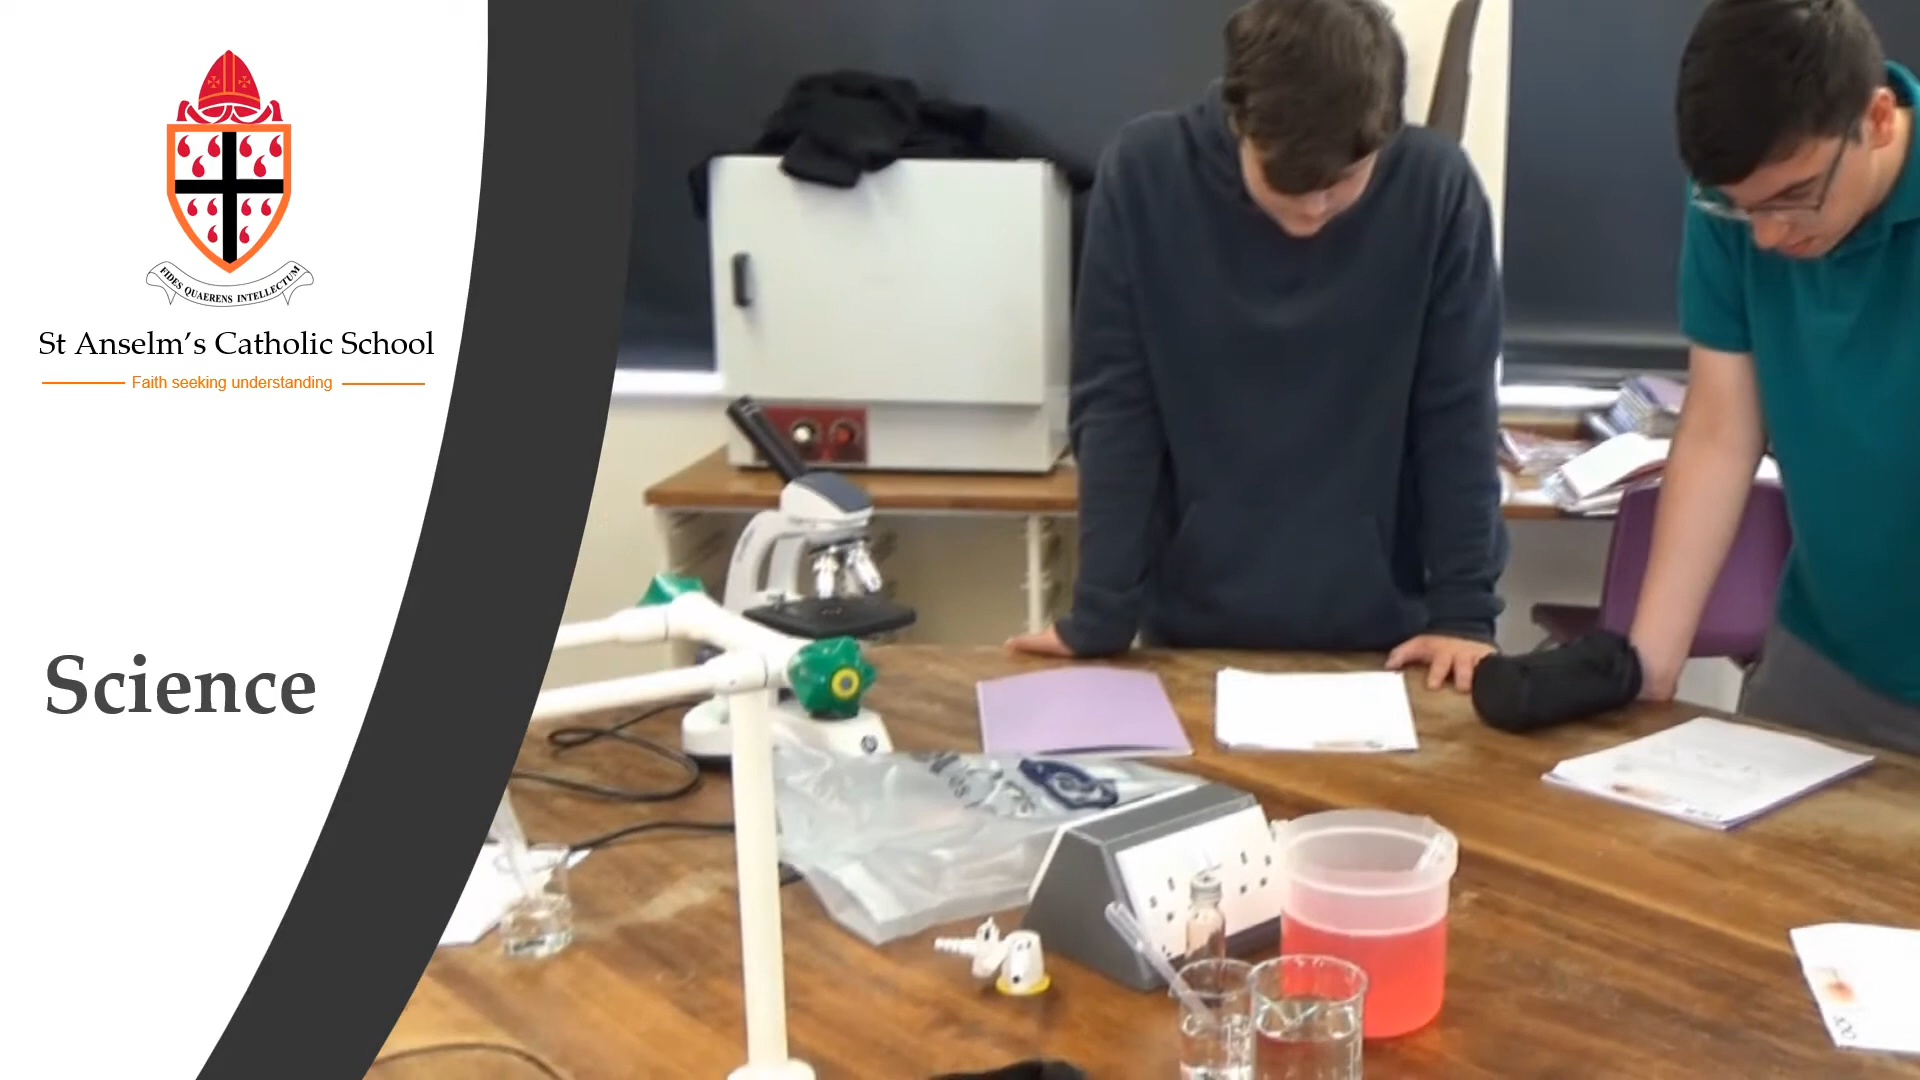 FIDES QUAERENS INTELLECTUM
St Anselm's Catholic School
Faith seeking understanding
Science